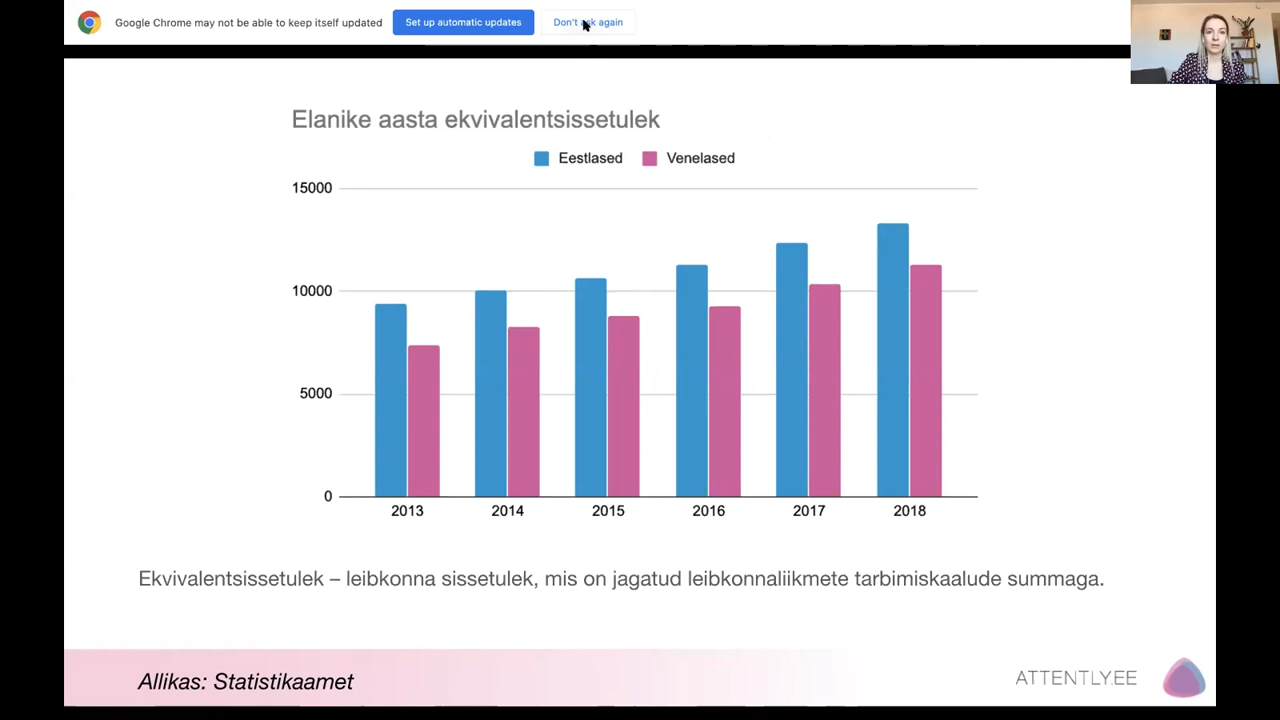 Google Chrome may not be able to keep itself updated
Set up automatic updates
Don't ask again
Elanike aasta ekvivalentsissetulek
Eestlased
Venelased
15000
10000
5000
0
2013
2014
2015
2016
2017
2018
Ekvivalentsissetulek – leibkonna sissetulek, mis on jagatud leibkonnaliikmete tarbimiskaalude summaga.
Allikas: Statistikaamet
ATTENTLY.EE